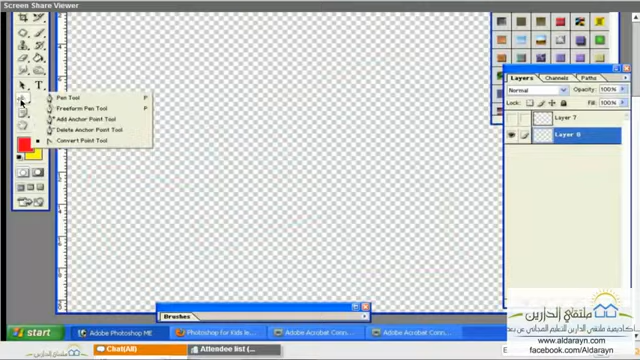 Screen Share Viewer
T
Pen Tool P
Freeform Pen Tool P
Add Anchor Point Tool
Delete Anchor Point Tool
Convert Point Tool
Layers Channels Paths
Normal Opacity: 100%
Lock: Fill: 100%
Layer 7
Layer 8
Brushes
start Adobe Photoshop ME Photoshop for Kids le... Adobe Acrobat Conn... Adobe Acrobat Conn...
Chat(All) Attendee list (...
ملتقى الدارين
www.aldarayn.com
facebook.com/Aldarayn